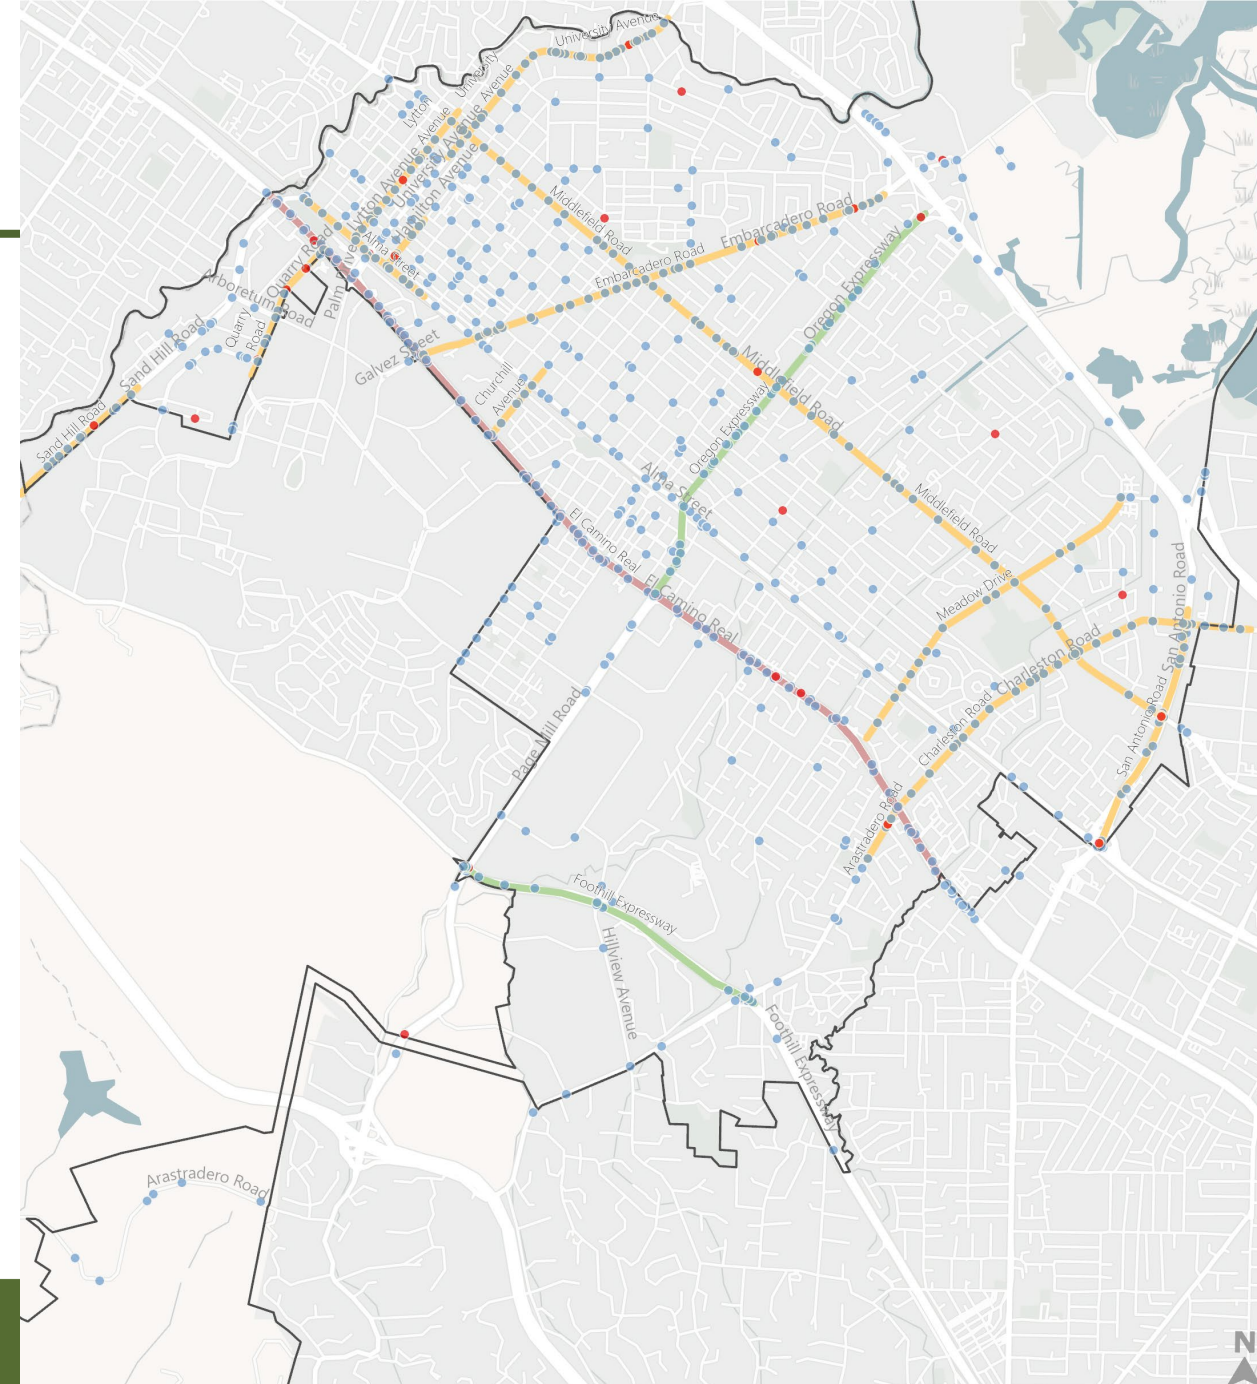 University Avenue
University
Avenue
Lytton
Avenue
University Avenue
Lytton Avenue
Hamilton Avenue
Middlefield Road
Embarcadero Road
Embarcadero Road
Alma Street
Quarry Road
Palm Drive
Arboretum Road
Quarry
Road
Oregon Expressway
Sand Hill Road
Galvez Street
Churchill
Avenue
Middlefield Road
Oregon Expressway
Sand Hill Road
Alma Street
Middlefield Road
El Camino Real
San Antonio Road
Meadow Drive
El Camino Real
Charleston Road
Page Mill Road
Charleston Road
San Antonio Road
Arastradero Road
Foothill Expressway
Hillview Avenue
Foothill Expressway
Arastradero Road
N